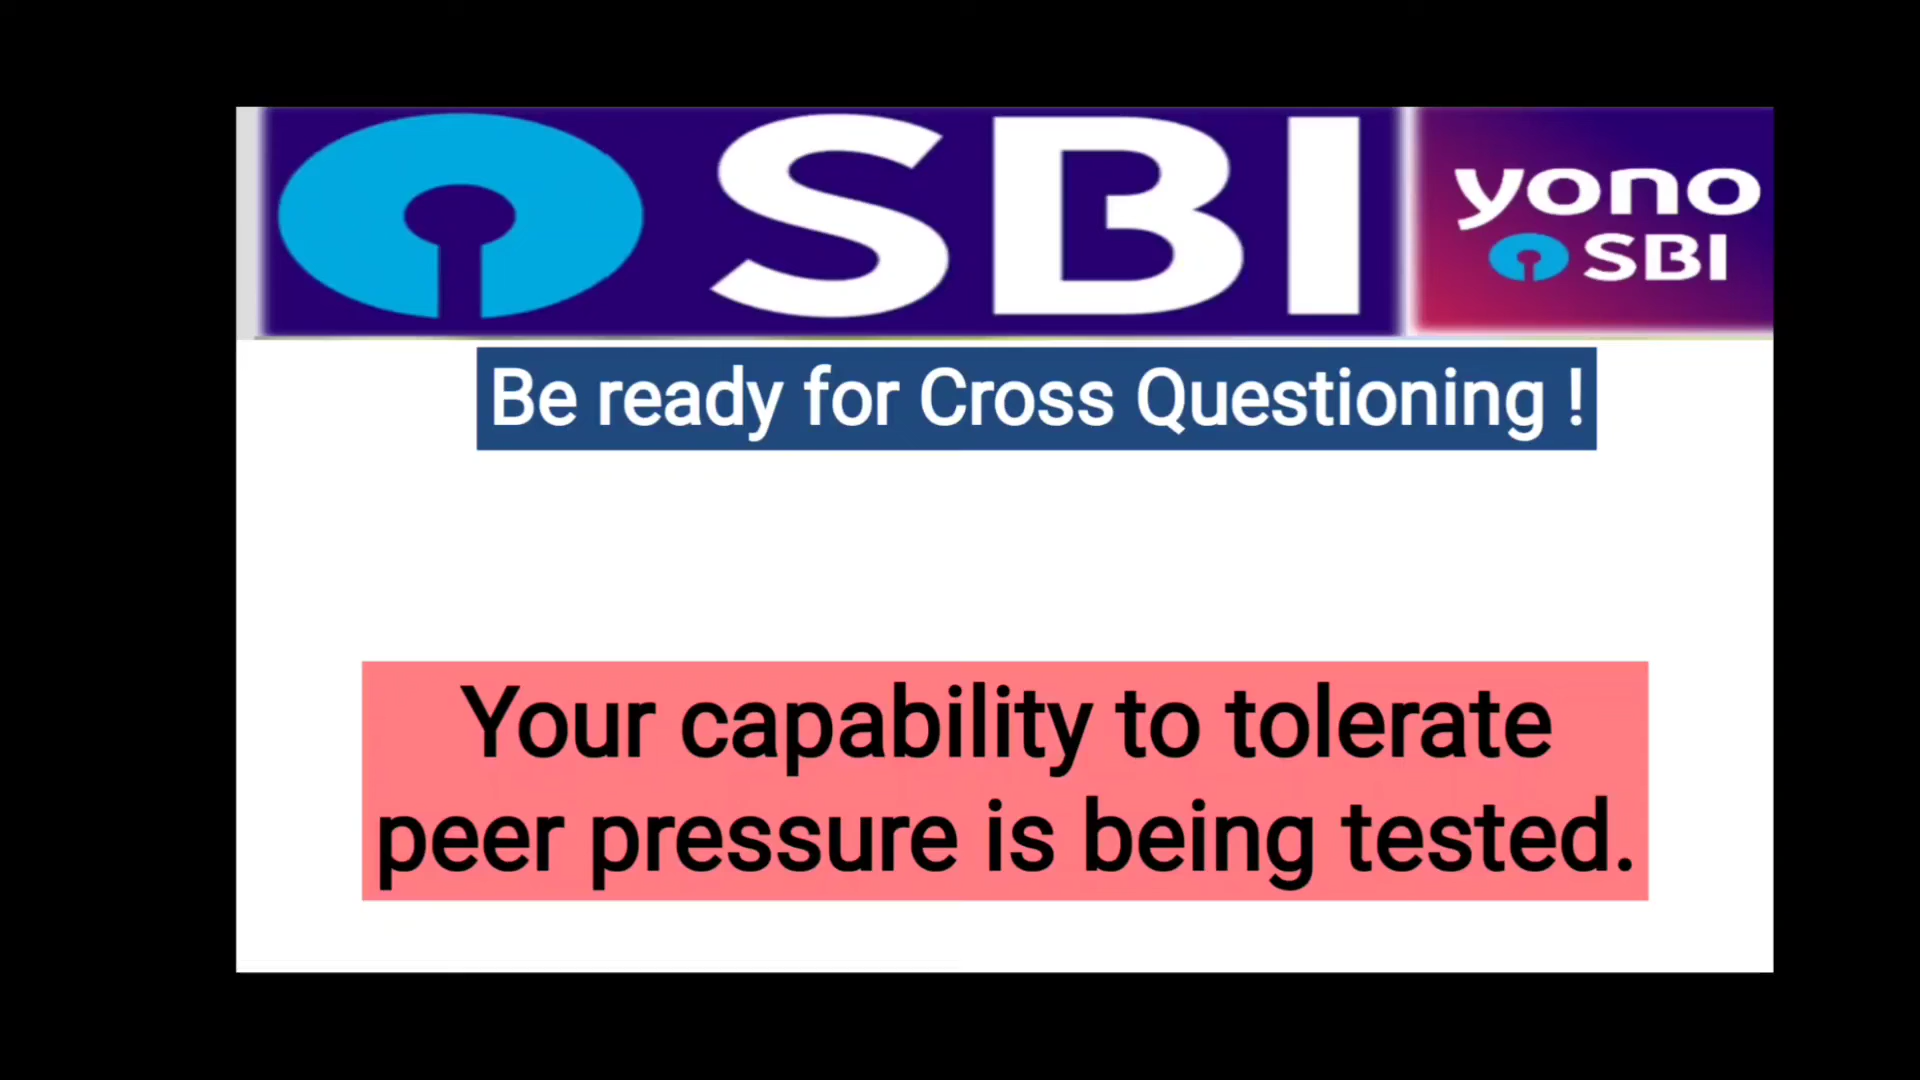 SBI
yono
SBI
Be ready for Cross Questioning !
Your capability to tolerate
peer pressure is being tested.